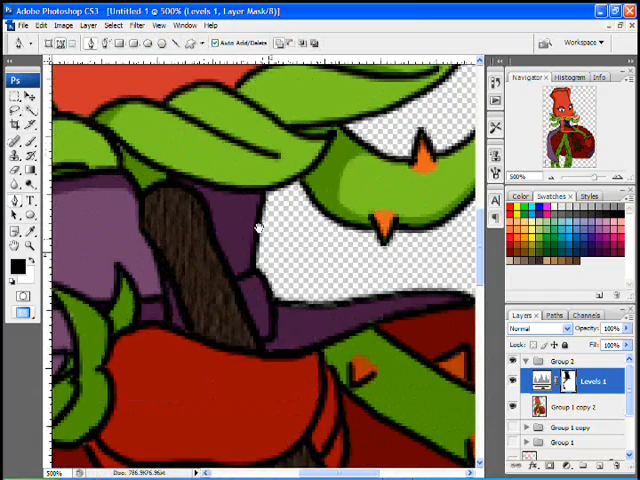 Adobe Photoshop CS3 - [Untitled-1 @ 500% (Levels 1, Layer Mask/8)]
File Edit Image Layer Select Filter View Window Help
Auto Add/Delete
Workspace
Ps
Navigator Histogram Info
500%
Color Swatches Styles
Layers Paths Channels
Normal Opacity: 100%
Lock: Fill: 100%
Group 2
Levels 1
Group 1 copy 2
Group 1 copy
Group 1
500% Doc: 786.9K/6.96M